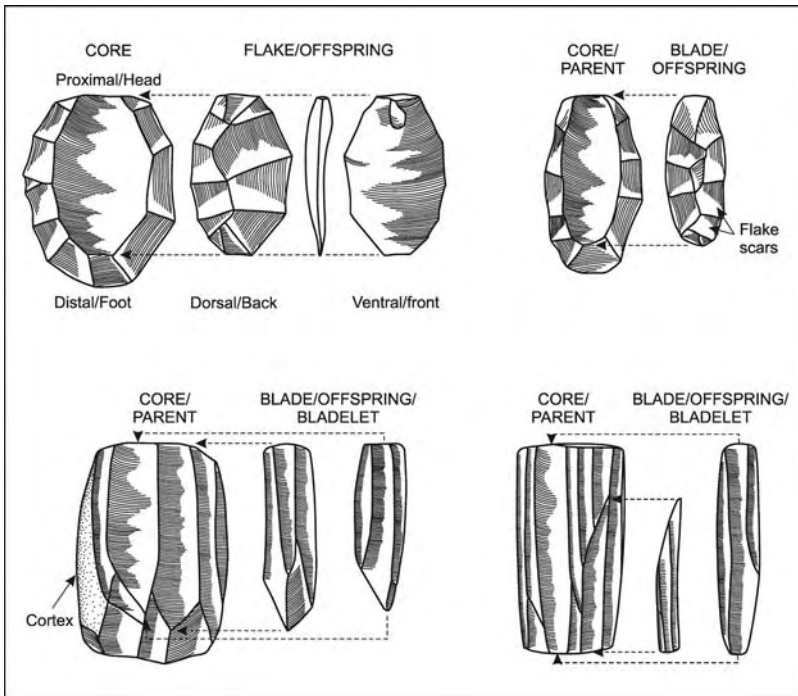 CORE
FLAKE/OFFSPRING
Proximal/Head
Distal/Foot
Dorsal/Back
Ventral/front
CORE/
PARENT
BLADE/
OFFSPRING
Flake
scars
CORE/
PARENT
BLADE/OFFSPRING/
BLADELET
Cortex
CORE/
PARENT
BLADE/OFFSPRING/
BLADELET